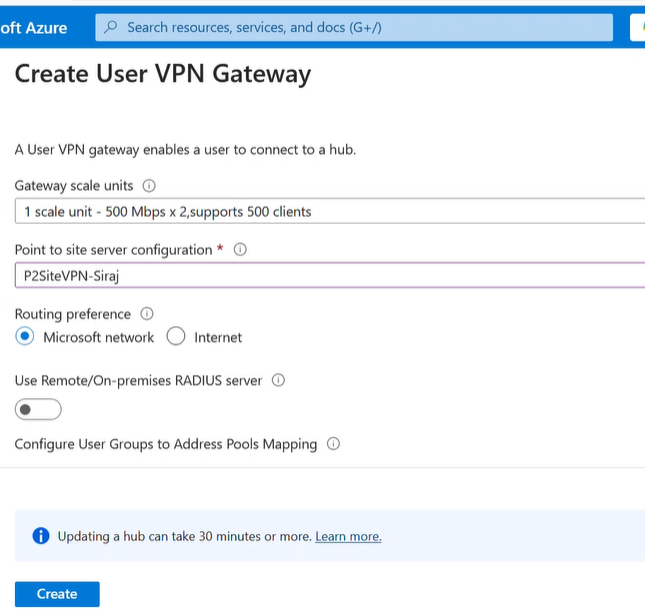 oft Azure
Search resources, services, and docs (G+/)
Create User VPN Gateway
A User VPN gateway enables a user to connect to a hub.
Gateway scale units
1 scale unit - 500 Mbps x 2,supports 500 clients
Point to site server configuration *
P2SiteVPN-Siraj
Routing preference
Microsoft network Internet
Use Remote/On-premises RADIUS server
Configure User Groups to Address Pools Mapping
Updating a hub can take 30 minutes or more. Learn more.
Create